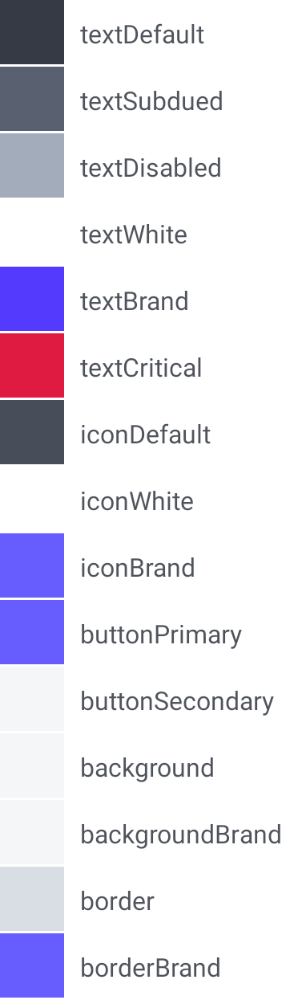 textDefault
textSubdued
textDisabled
textWhite
textBrand
textCritical
iconDefault
iconWhite
iconBrand
buttonPrimary
buttonSecondary
background
backgroundBrand
border
borderBrand